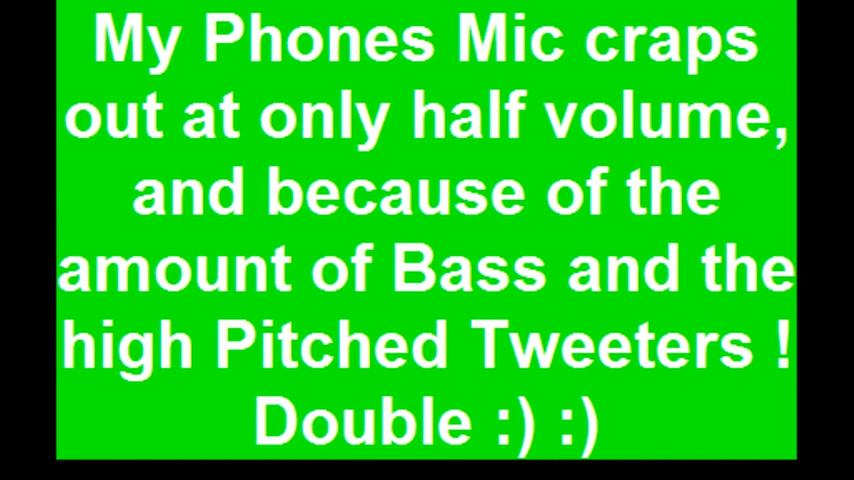 My Phones Mic craps
out at only half volume,
and because of the
amount of Bass and the
high Pitched Tweeters !
Double :) :)